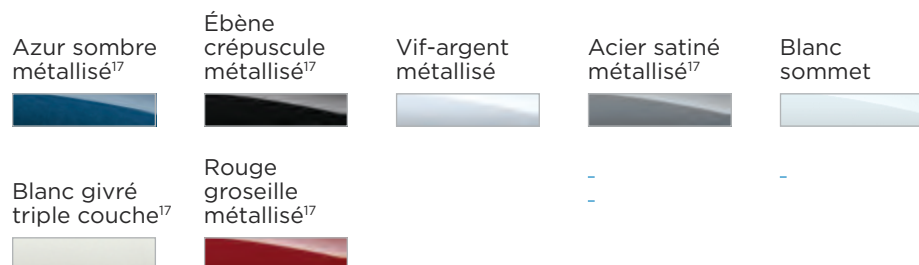 Azur sombre
métallisé¹⁷
Ébène
crépuscule
métallisé¹⁷
Vif-argent
métallisé
Acier satiné
métallisé¹⁷
Blanc
sommet
Blanc givré
triple couche¹⁷
Rouge
groseille
métallisé¹⁷
-
-
-